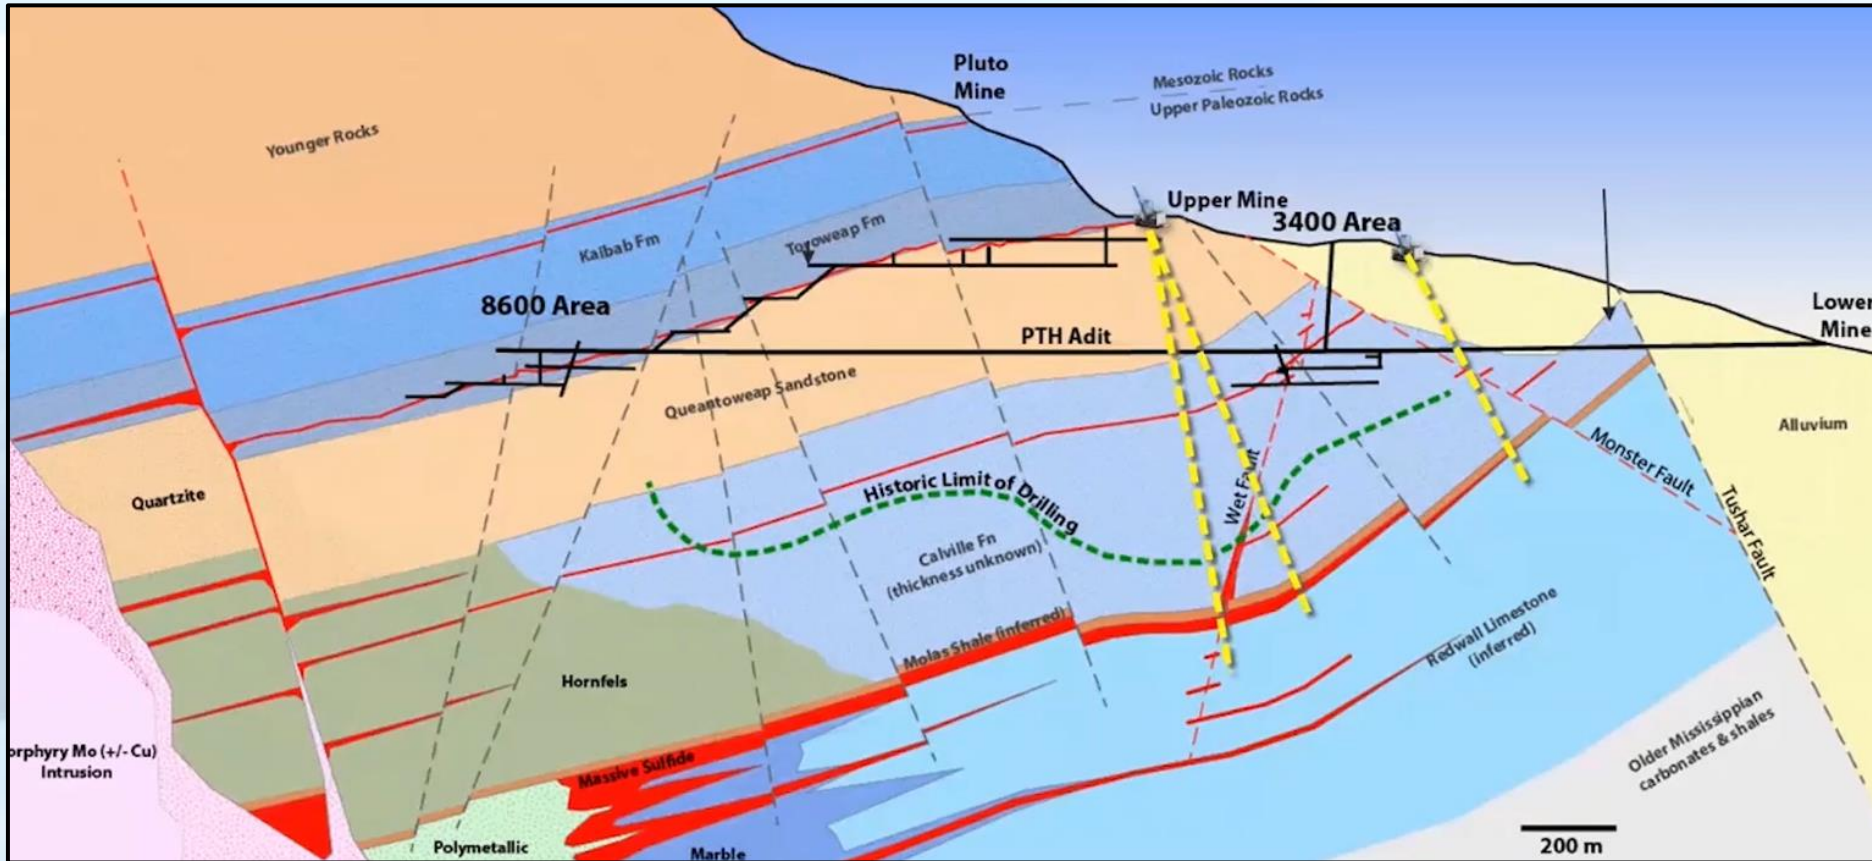 Pluto
Mine
Mesozoic Rocks
Upper Paleozoic Rocks
Younger Rocks
Upper Mine
3400 Area
Kaibab Fm
Toroweap Fm
8600 Area
Lower
Mine
PTH Adit
Queantoweap Sandstone
Alluvium
Monster Fault
Quartzite
Historic Limit of Drilling
Wet Fault
Tushar Fault
Calville Fn
(thickness unknown)
Molas Shale (inferred)
Redwall Limestone
(inferred)
Hornfels
orphyry Mo (+/- Cu)
Intrusion
Older Mississippian
carbonates & shales
Massive Sulfide
Polymetallic
Marble
200 m